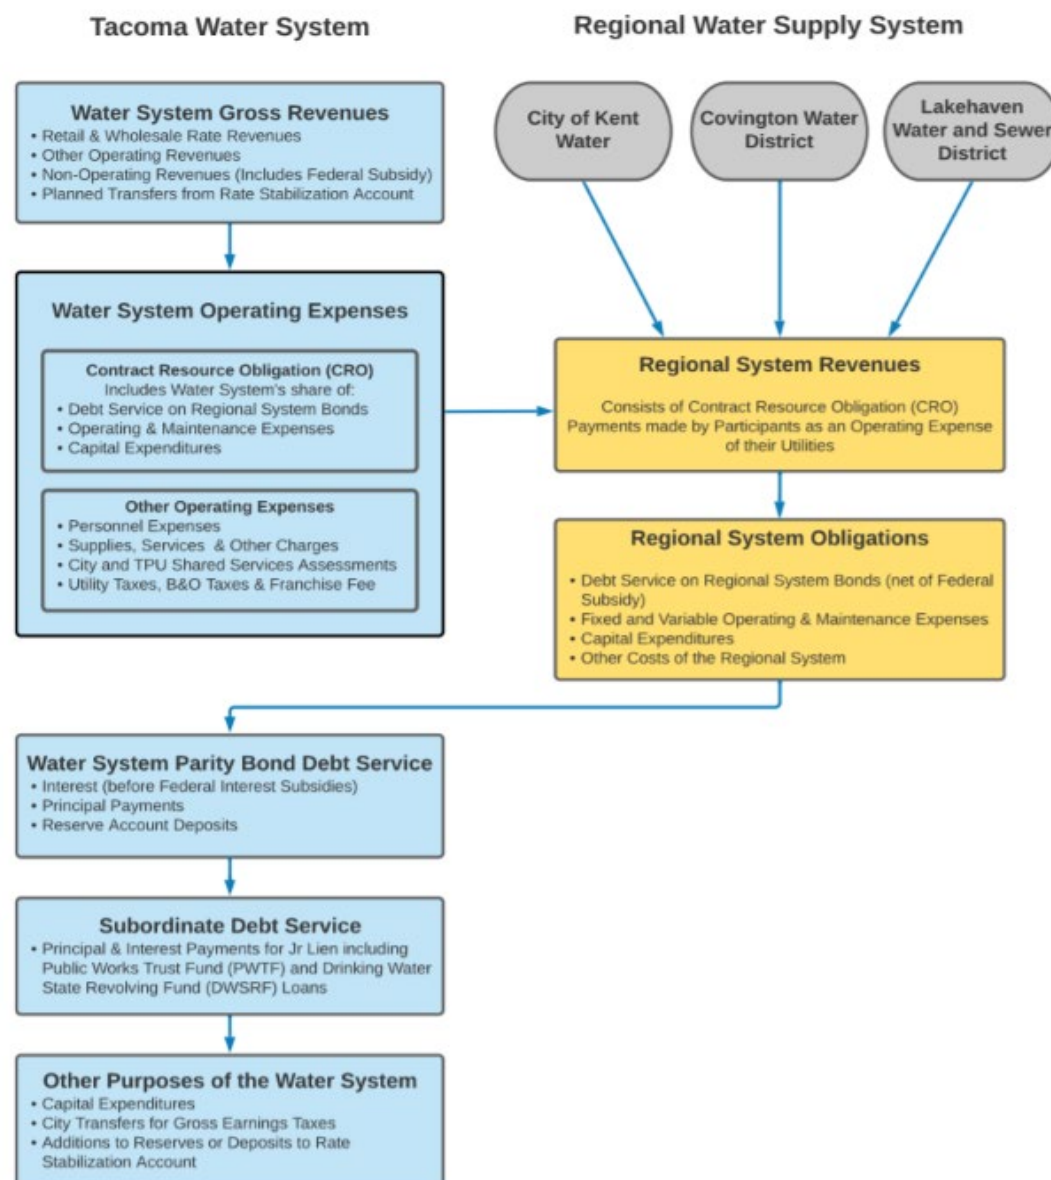 Tacoma Water System
Regional Water Supply System
Water System Gross Revenues
• Retail & Wholesale Rate Revenues
• Other Operating Revenues
• Non-Operating Revenues (Includes Federal Subsidy)
• Planned Transfers from Rate Stabilization Account
City of Kent
Water
Covington Water
District
Lakehaven
Water and Sewer
District
Water System Operating Expenses
Contract Resource Obligation (CRO)
Includes Water System's share of:
• Debt Service on Regional System Bonds
• Operating & Maintenance Expenses
• Capital Expenditures
Other Operating Expenses
• Personnel Expenses
• Supplies, Services & Other Charges
• City and TPU Shared Services Assessments
• Utility Taxes, B&O Taxes & Franchise Fee
Regional System Revenues
Consists of Contract Resource Obligation (CRO)
Payments made by Participants as an Operating Expense
of their Utilities
Regional System Obligations
• Debt Service on Regional System Bonds (net of Federal
Subsidy)
• Fixed and Variable Operating & Maintenance Expenses
• Capital Expenditures
• Other Costs of the Regional System
Water System Parity Bond Debt Service
• Interest (before Federal Interest Subsidies)
• Principal Payments
• Reserve Account Deposits
Subordinate Debt Service
• Principal & Interest Payments for Jr Lien including
Public Works Trust Fund (PWTF) and Drinking Water
State Revolving Fund (DWSRF) Loans
Other Purposes of the Water System
• Capital Expenditures
• City Transfers for Gross Earnings Taxes
• Additions to Reserves or Deposits to Rate
Stabilization Account